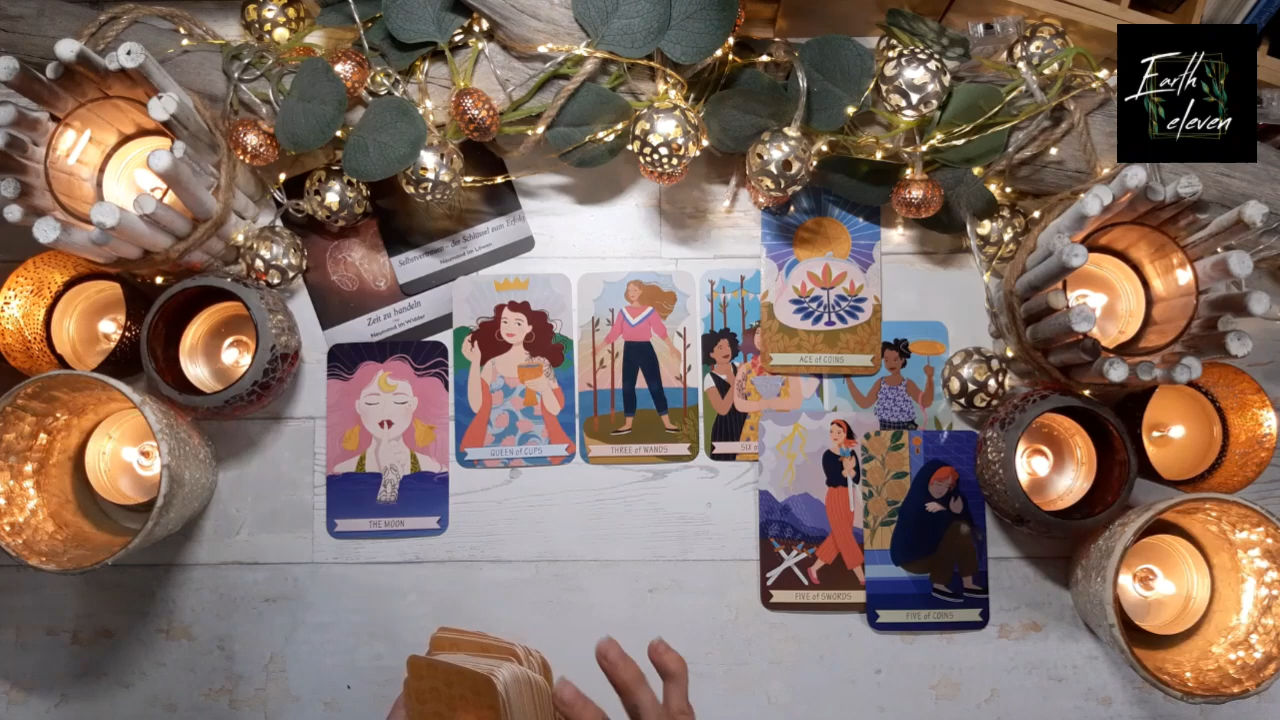 Earth
eleven
Selbstvertrauen – der Schlüssel zum Erfolg
Neumond im Löwen
Zeit zu handeln
Neumond im Widder
ACE of COINS
QUEEN of CUPS
THREE of WANDS
SIX
THE MOON
FIVE of SWORDS
FIVE of COINS